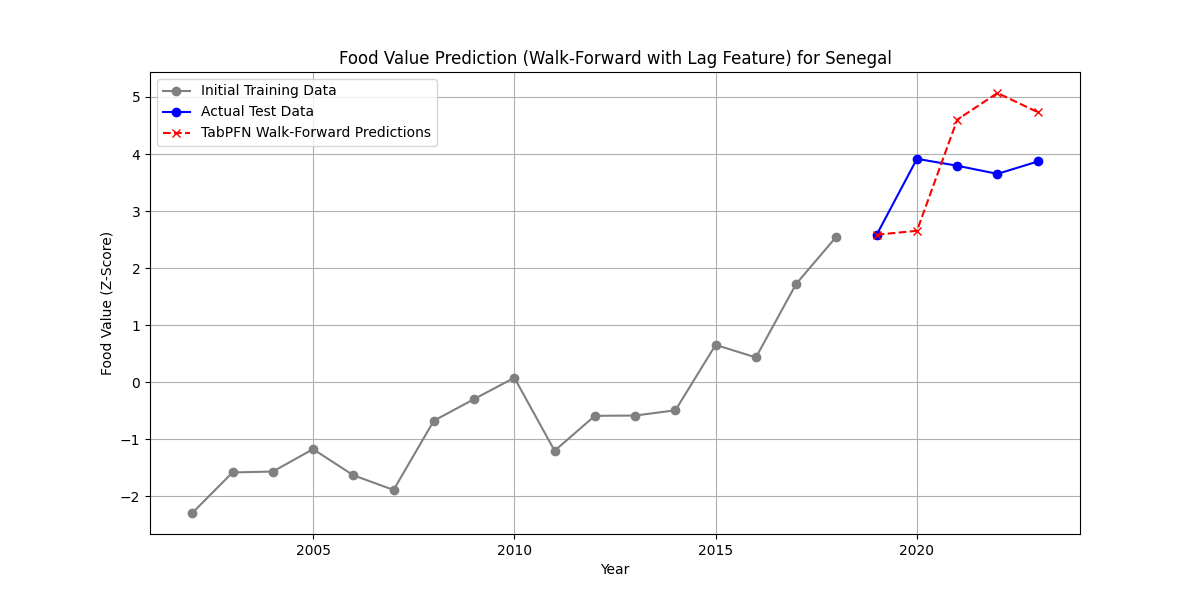 Food Value Prediction (Walk-Forward with Lag Feature) for Senegal
Initial Training Data
Actual Test Data
TabPFN Walk-Forward Predictions
Food Value (Z-Score)
5
4
3
2
1
0
−1
−2
2005
2010
2015
2020
Year